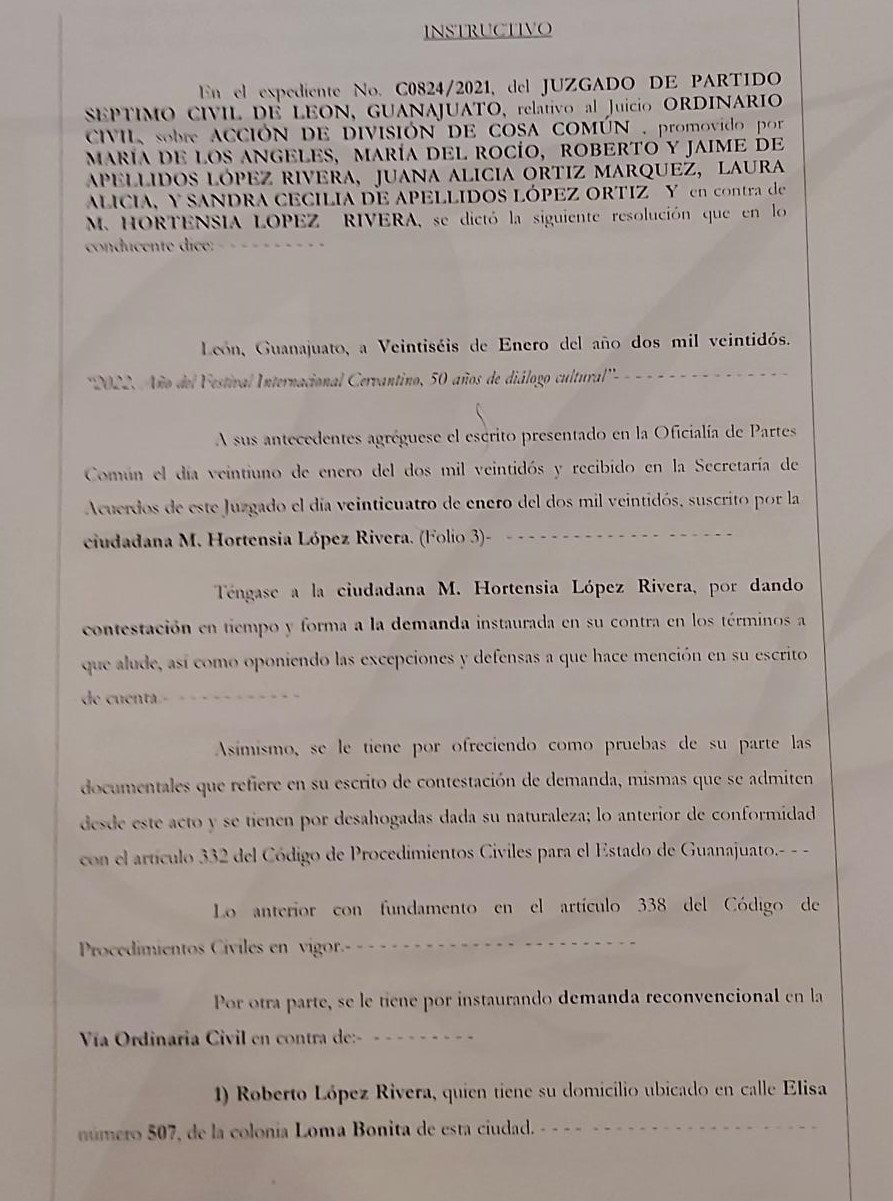 INSTRUCTIVO
En el expediente No. C0824/2021, del JUZGADO DE PARTIDO
SEPTIMO CIVIL DE LEON, GUANAJUATO, relativo al Juicio ORDINARIO
CIVIL, sobre ACCIÓN DE DIVISIÓN DE COSA COMÚN . promovido por
MARÍA DE LOS ANGELES, MARÍA DEL ROCÍO, ROBERTO Y JAIME DE
APELLIDOS LÓPEZ RIVERA, JUANA ALICIA ORTIZ MARQUEZ, LAURA
ALICIA, Y SANDRA CECILIA DE APELLIDOS LÓPEZ ORTIZ Y en contra de
M. HORTENSIA LOPEZ RIVERA, se dictó la siguiente resolución que en lo
conducente dice: - - - - - - - - - -
León, Guanajuato, a Veintiséis de Enero del año dos mil veintidós.
"2022. Año del Festival Internacional Cervantino, 50 años de diálogo cultural"- - - - - - - - - - - - - - - - -
A sus antecedentes agréguese el escrito presentado en la Oficialía de Partes
Común el día veintiuno de enero del dos mil veintidós y recibido en la Secretaría de
Acuerdos de este Juzgado el día veinticuatro de enero del dos mil veintidós, suscrito por la
ciudadana M. Hortensia López Rivera. (Folio 3)- - - - - - - - - - - - - - - - - - - - -
Téngase a la ciudadana M. Hortensia López Rivera, por dando
contestación en tiempo y forma a la demanda instaurada en su contra en los términos a
que alude, así como oponiendo las excepciones y defensas a que hace mención en su escrito
de cuenta.- - - - - - - - - - - -
Asimismo, se le tiene por ofreciendo como pruebas de su parte las
documentales que refiere en su escrito de contestación de demanda, mismas que se admiten
desde este acto y se tienen por desahogadas dada su naturaleza; lo anterior de conformidad
con el artículo 332 del Código de Procedimientos Civiles para el Estado de Guanajuato.- - -
Lo anterior con fundamento en el artículo 338 del Código de
Procedimientos Civiles en vigor.- - - - - - - - - - - - - - - - - - - - - - - - - -
Por otra parte, se le tiene por instaurando demanda reconvencional en la
Vía Ordinaria Civil en contra de:- - - - - - - - - -
1) Roberto López Rivera, quien tiene su domicilio ubicado en calle Elisa
número 507, de la colonia Loma Bonita de esta ciudad. - - - - - - - - - - - - - - - - - - - - - - - -